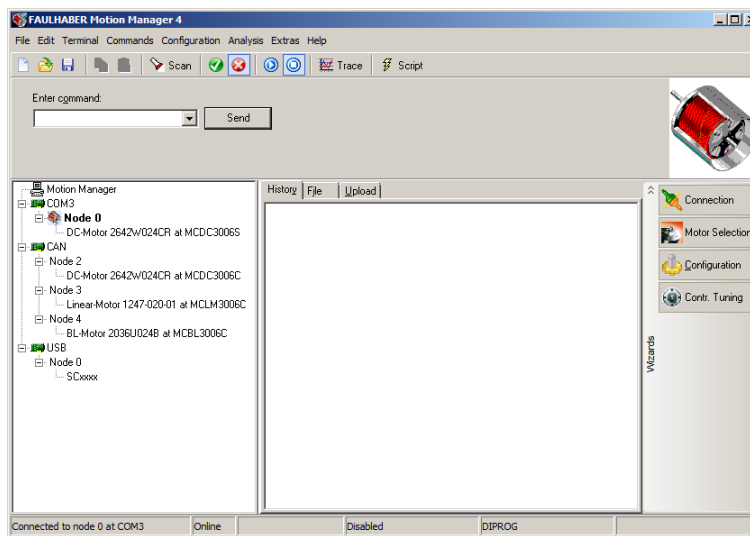 FAULHABER Motion Manager 4
File Edit Terminal Commands Configuration Analysis Extras Help
Scan Trace Script
Enter command:
Send
Motion Manager
COM3
Node 0
DC-Motor 2642W024CR at MCDC3006S
CAN
Node 2
DC-Motor 2642W024CR at MCDC3006C
Node 3
Linear-Motor 1247-020-01 at MCLM3006C
Node 4
BL-Motor 2036U024B at MCBL3006C
USB
Node 0
SCxxxx
History File Upload
Wizards
Connection
Motor Selection
Configuration
Contr. Tuning
Connected to node 0 at COM3 Online Disabled DIPROG